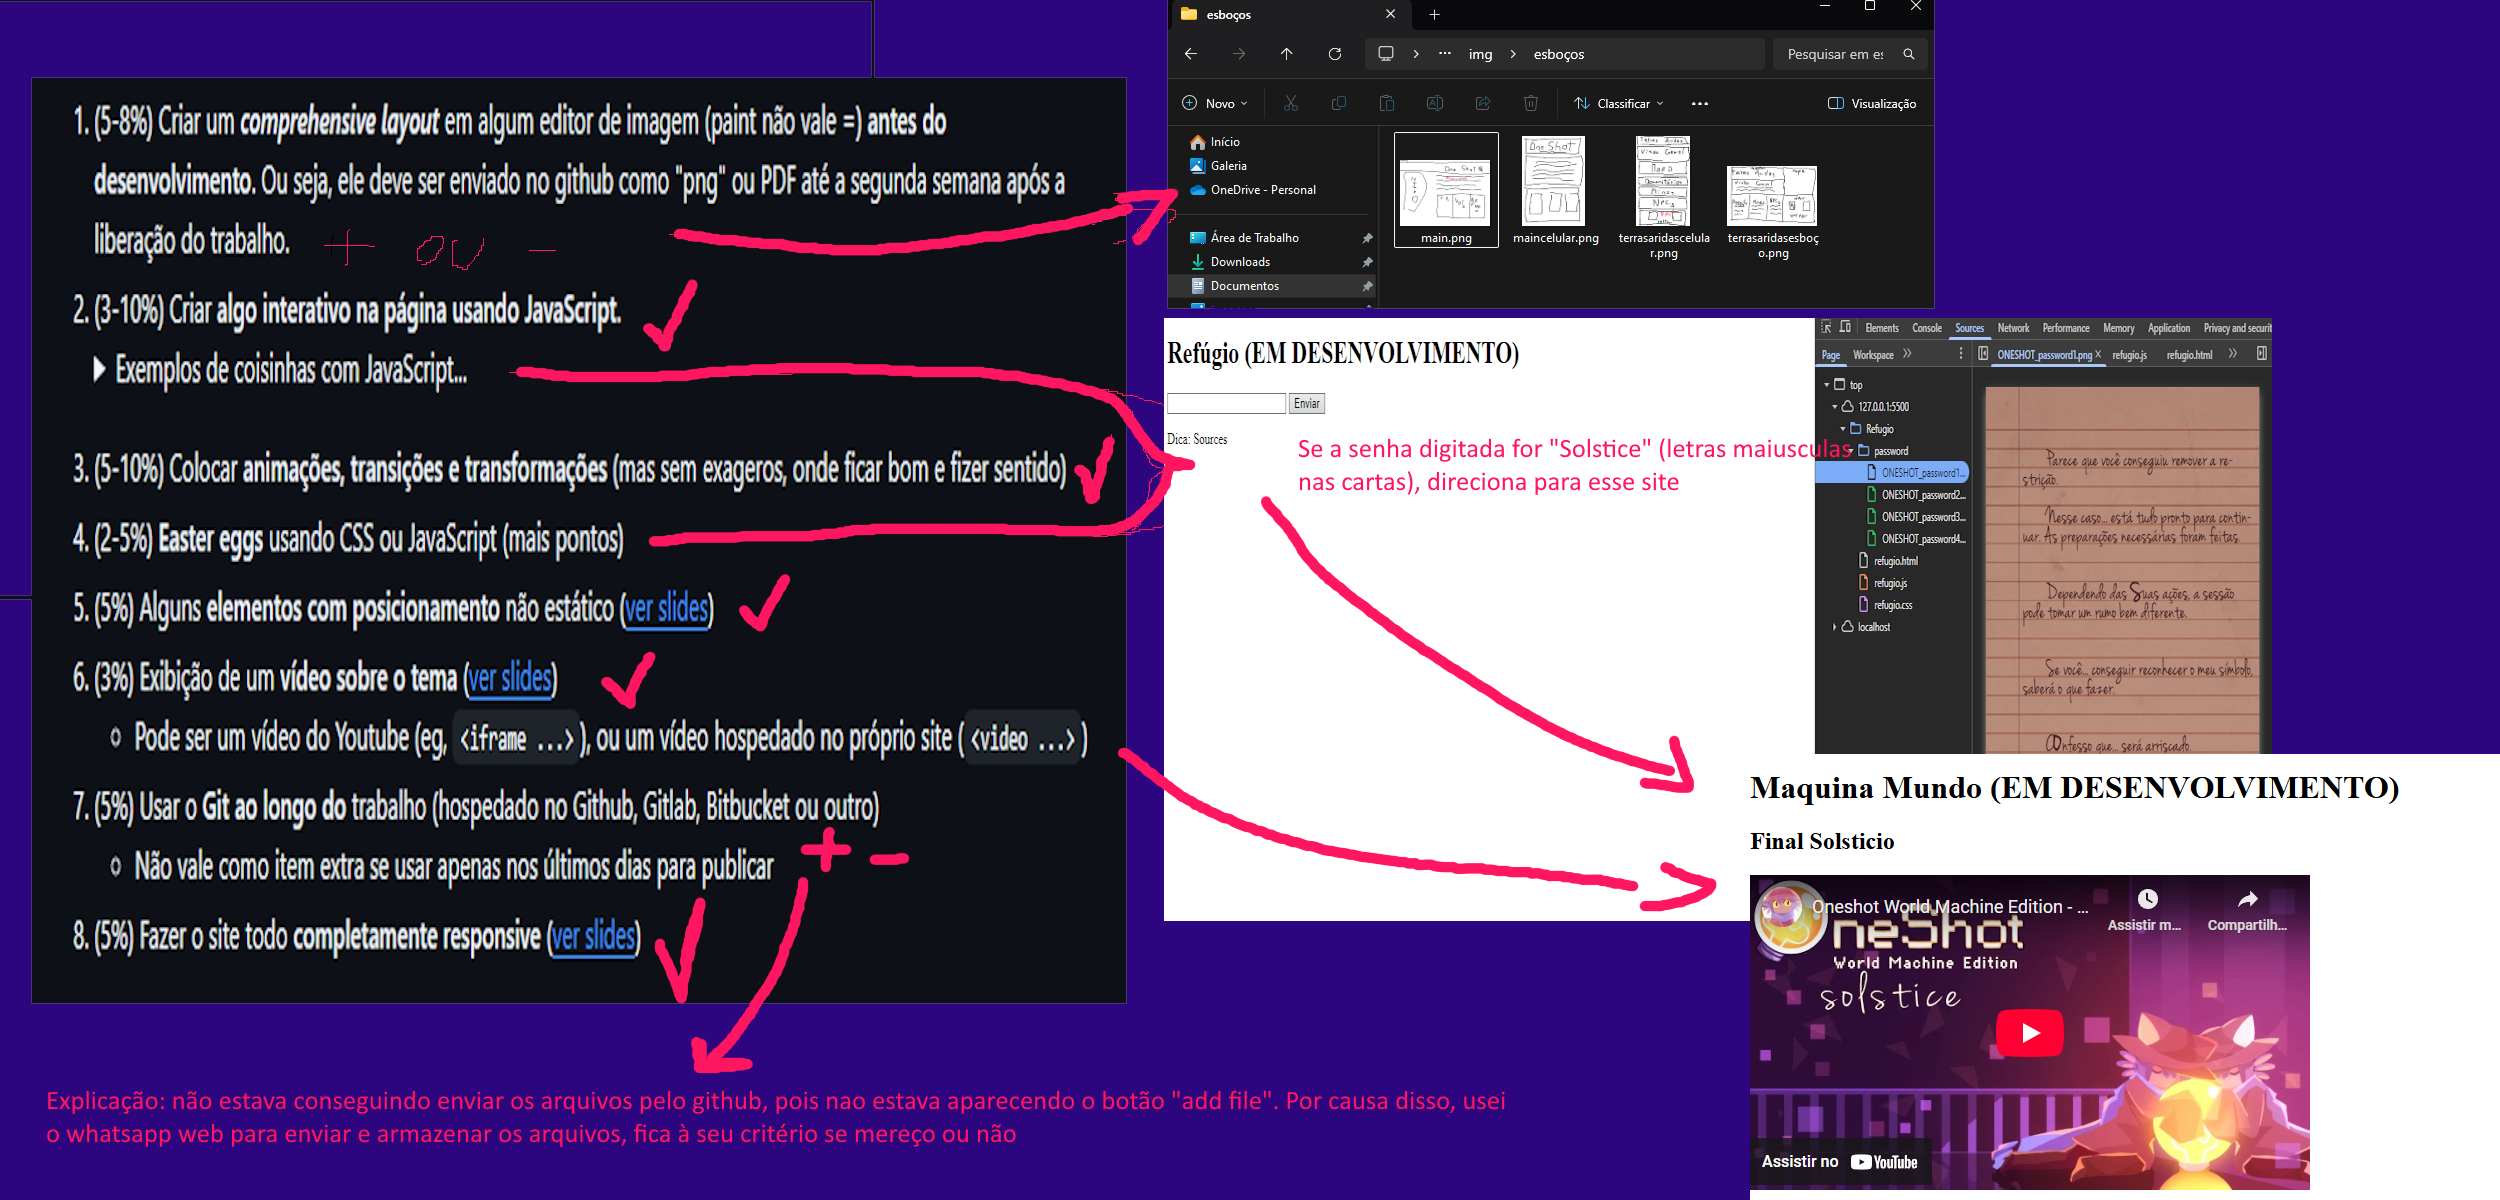 1. (5-8%) Criar um comprehensive layout em algum editor de imagem (paint não vale =) antes do
desenvolvimento. Ou seja, ele deve ser enviado no github como "png" ou PDF até a segunda semana após a
liberação do trabalho.
+ ou -
2. (3-10%) Criar algo interativo na página usando JavaScript.
Exemplos de coisinhas com JavaScript...
3. (5-10%) Colocar animações, transições e transformações (mas sem exageros, onde ficar bom e fizer sentido)
4. (2-5%) Easter eggs usando CSS ou JavaScript (mais pontos)
5. (5%) Alguns elementos com posicionamento não estático (ver slides)
6. (3%) Exibição de um vídeo sobre o tema (ver slides)
Pode ser um vídeo do Youtube (eg, <iframe ...>), ou um vídeo hospedado no próprio site ( <video ...> )
7. (5%) Usar o Git ao longo do trabalho (hospedado no Github, Gitlab, Bitbucket ou outro)
Não vale como item extra se usar apenas nos últimos dias para publicar
+ -
8. (5%) Fazer o site todo completamente responsive (ver slides)
Explicação: não estava conseguindo enviar os arquivos pelo github, pois nao estava aparecendo o botão "add file". Por causa disso, usei
o whatsapp web para enviar e armazenar os arquivos, fica à seu critério se mereço ou não
esboços
img
esboços
Pesquisar em es
Novo
Classificar
Visualização
Início
Galeria
OneDrive - Personal
Área de Trabalho
Downloads
Documentos
main.png
maincelular.png
terrasaridascelula
r.png
terrasaridasesboç
o.png
Refúgio (EM DESENVOLVIMENTO)
Enviar
Dica: Sources
Se a senha digitada for "Solstice" (letras maiusculas
nas cartas), direciona para esse site
Elements Console Sources Network Performance Memory Application Privacy and securit
Page Workspace
ONESHOT_password1.png refugio.js refugio.html
top
127.0.0.1:5500
Refugio
password
ONESHOT_password1...
ONESHOT_password2...
ONESHOT_password3...
ONESHOT_password4...
refugio.html
refugio.js
refugio.css
localhost
Parece que você conseguiu remover a re-
strição.
Nesse caso... está tudo pronto para contin-
uar. As preparações necessárias foram feitas.
Dependendo das Suas ações, a sessão
pode tomar um rumo bem diferente.
Se você... conseguir reconhecer o meu símbolo,
saberá o que fazer.
COnfesso que... será arriscado.
Maquina Mundo (EM DESENVOLVIMENTO)
Final Solsticio
Oneshot World Machine Edition - ...
Assistir m...
Compartilh...
OneShot
World Machine Edition
solstice
Assistir no YouTube